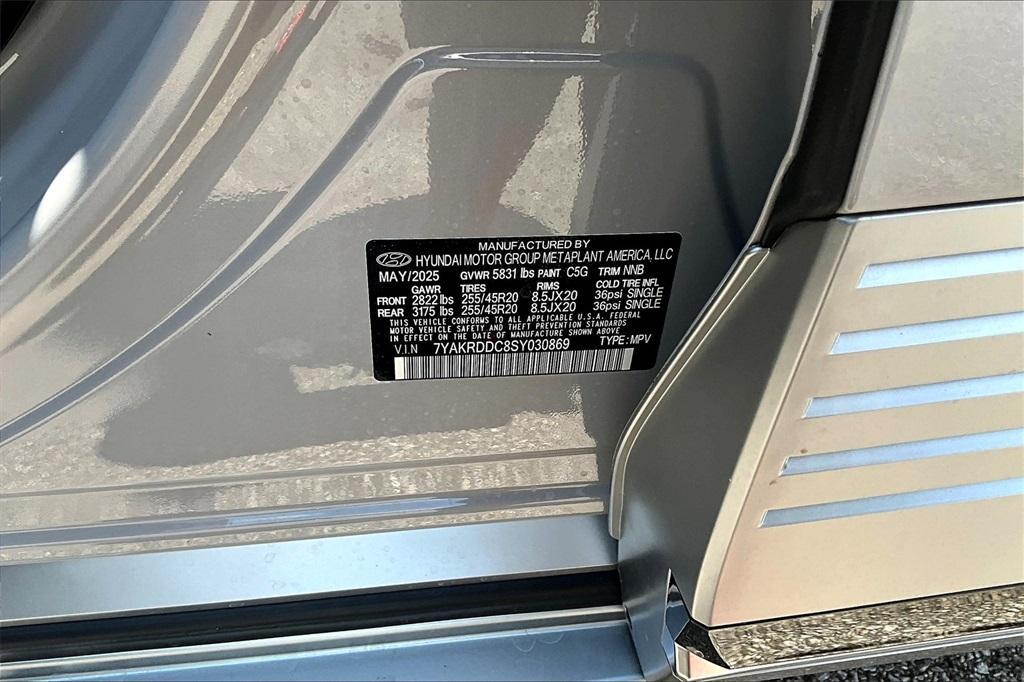 MANUFACTURED BY
HYUNDAI MOTOR GROUP METAPLANT AMERICA, LLC
MAY/2025 GVWR 5831 lbs PAINT C5G TRIM NNB
GAWR TIRES RIMS COLD TIRE INFL
FRONT 2822 lbs 255/45R20 8.5JX20 36psi SINGLE
REAR 3175 lbs 255/45R20 8.5JX20 36psi SINGLE
THIS VEHICLE CONFORMS TO ALL APPLICABLE U.S.A. FEDERAL
MOTOR VEHICLE SAFETY AND THEFT PREVENTION STANDARDS
IN EFFECT ON THE DATE OF MANUFACTURE SHOWN ABOVE.
V.I.N 7YAKRDDC8SY030869 TYPE : MPV